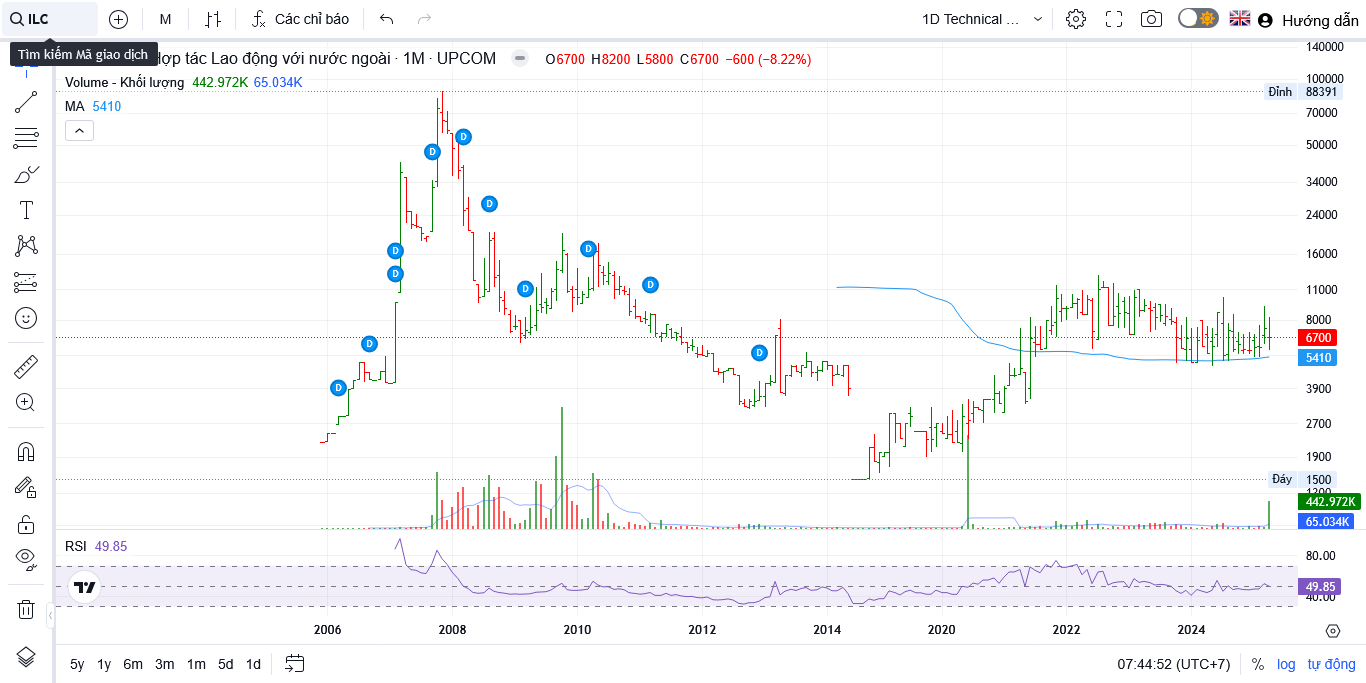 ILC
M
Các chỉ báo
1D Technical ...
Hướng dẫn
Tìm kiếm Mã giao dịch
Hợp tác Lao động với nước ngoài · 1M · UPCOM
O6700 H8200 L5800 C6700 −600 (−8.22%)
Volume - Khối lượng 442.972K 65.034K
MA 5410
140000
100000
Đỉnh 88391
70000
50000
34000
24000
16000
11000
8000
6700
5410
3900
2700
1900
Đáy 1500
1200
442.972K
65.034K
D
D
D
D
D
D
D
D
D
D
D
RSI 49.85
80.00
49.85
40.00
2006 2008 2010 2012 2014 2020 2022 2024
5y 1y 6m 3m 1m 5d 1d
07:44:52 (UTC+7) % log tự động